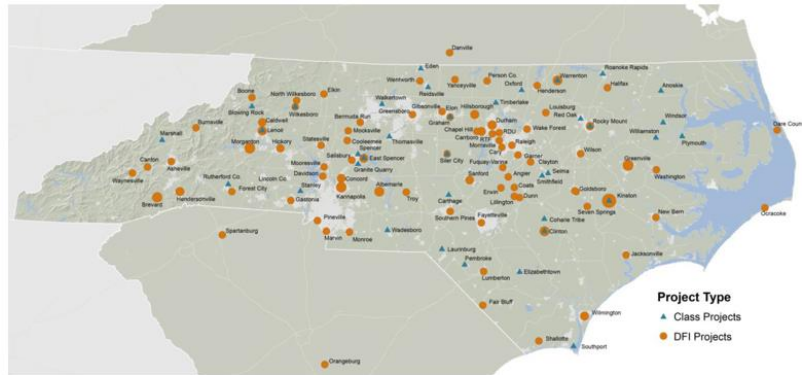 Danville
Eden
Wentworth
Reidsville
Yanceyville
Person Co.
Oxford
Henderson
Warrenton
Roanoke Rapids
Halifax
Ahoskie
Boone
Blowing Rock
North Wilkesboro
Wilkesboro
Elkin
Walkertown
Greensboro
Gibsonville
Elon
Graham
Hillsborough
Timberlake
Louisburg
Red Oak
Rocky Mount
Windsor
Williamston
Plymouth
Dare County
Marshall
Burnsville
Caldwell
Lenoir
Morganton
Hickory
Statesville
Bermuda Run
Mocksville
Cooleemee
Spencer
East Spencer
Salisbury
Granite Quarry
Thomasville
Siler City
Chapel Hill
Carrboro
Durham
RTP
RDU
Morrisville
Cary
Raleigh
Wake Forest
Garner
Clayton
Fuquay-Varina
Angier
Selma
Smithfield
Wilson
Greenville
Washington
Canton
Waynesville
Asheville
Brevard
Hendersonville
Rutherford Co.
Forest City
Lincoln Co.
Mooresville
Davidson
Stanley
Gastonia
Concord
Kannapolis
Albemarle
Troy
Carthage
Sanford
Erwin
Coats
Dunn
Lillington
Goldsboro
Seven Springs
Kinston
New Bern
Ocracoke
Pineville
Marvin
Monroe
Wadesboro
Southern Pines
Fayetteville
Coharie Tribe
Clinton
Jacksonville
Spartanburg
Laurinburg
Pembroke
Lumberton
Elizabethtown
Fair Bluff
Wilmington
Shallotte
Southport
Orangeburg
Project Type
Class Projects
DFI Projects